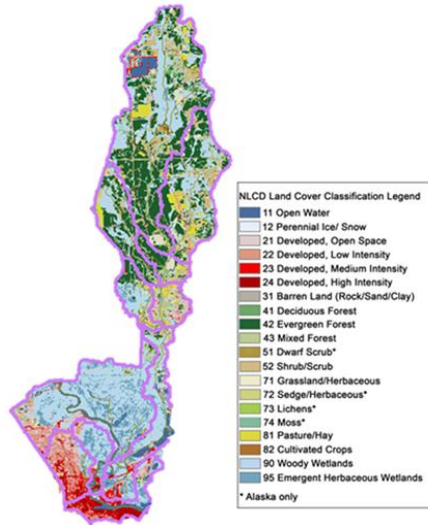 NLCD Land Cover Classification Legend
11 Open Water
12 Perennial Ice/ Snow
21 Developed, Open Space
22 Developed, Low Intensity
23 Developed, Medium Intensity
24 Developed, High Intensity
31 Barren Land (Rock/Sand/Clay)
41 Deciduous Forest
42 Evergreen Forest
43 Mixed Forest
51 Dwarf Scrub*
52 Shrub/Scrub
71 Grassland/Herbaceous
72 Sedge/Herbaceous*
73 Lichens*
74 Moss*
81 Pasture/Hay
82 Cultivated Crops
90 Woody Wetlands
95 Emergent Herbaceous Wetlands
* Alaska only